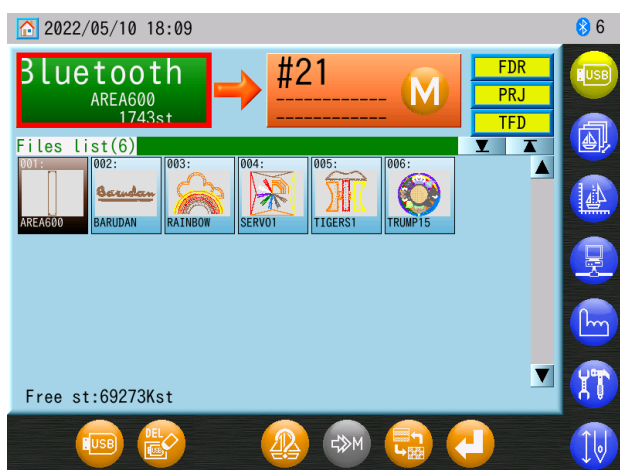 2022/05/10 18:09
6
Bluetooth
AREA600
1743st
#21
M
FDR
PRJ
TFD
USB
Files list(6)
001: 002: 003: 004: 005: 006:
Barudan
AREA600 BARUDAN RAINBOW SERVO1 TIGERS1 TRUMP15
Free st:69273Kst
USB
DEL
USB
M